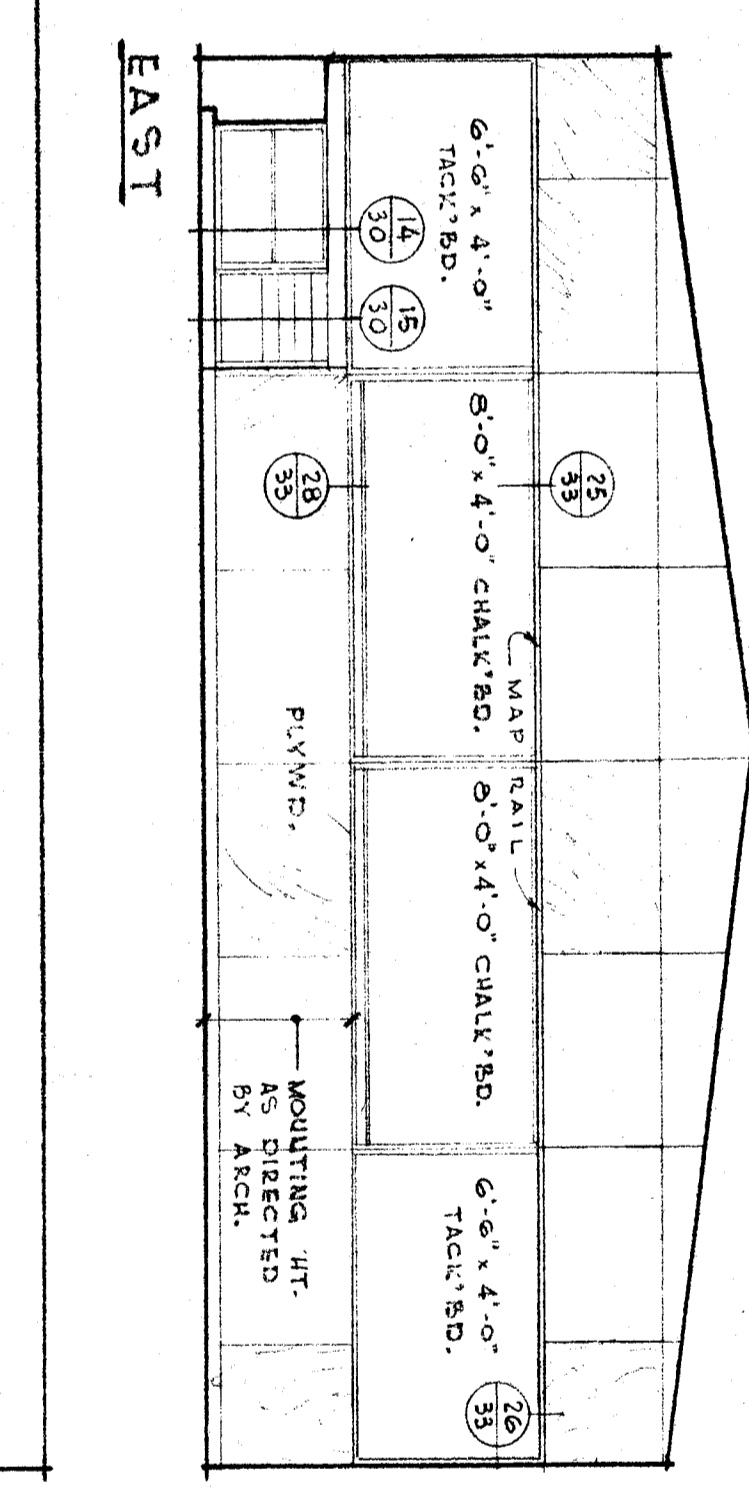 6'-6" x 4'-0"
TACK'BD.
8'-0" x 4'-0" CHALK'BD.
8'-0" x 4'-0" CHALK'BD.
6'-6" x 4'-0"
TACK'BD.
MAP RAIL
25
33
26
33
14
30
15
30
28
33
PLYWD.
MOUNTING HT.
AS DIRECTED
BY ARCH.
EAST